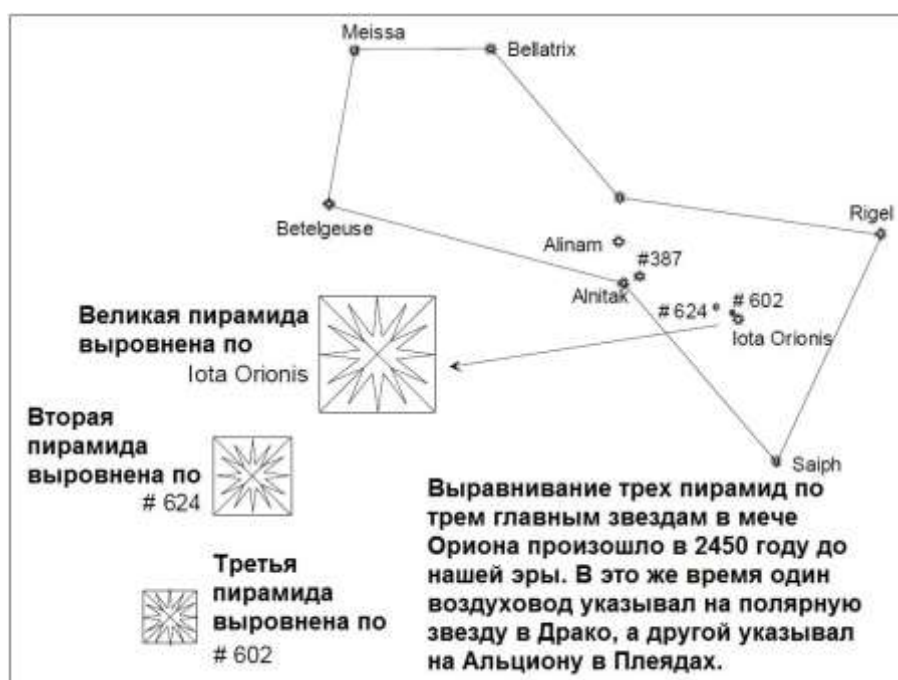 Meissa
Bellatrix
Betelgeuse
Rigel
Alinam
#387
Alnitak
#624
# 602
Iota Orionis
Великая пирамида
выровнена по
Iota Orionis
Вторая
пирамида
выровнена по
# 624
Saiph
Третья
пирамида
выровнена по
# 602
Выравнивание трех пирамид по
трем главным звездам в мече
Ориона произошло в 2450 году до
нашей эры. В это же время один
воздуховод указывал на полярную
звезду в Драко, а другой указывал
на Альциону в Плеядах.